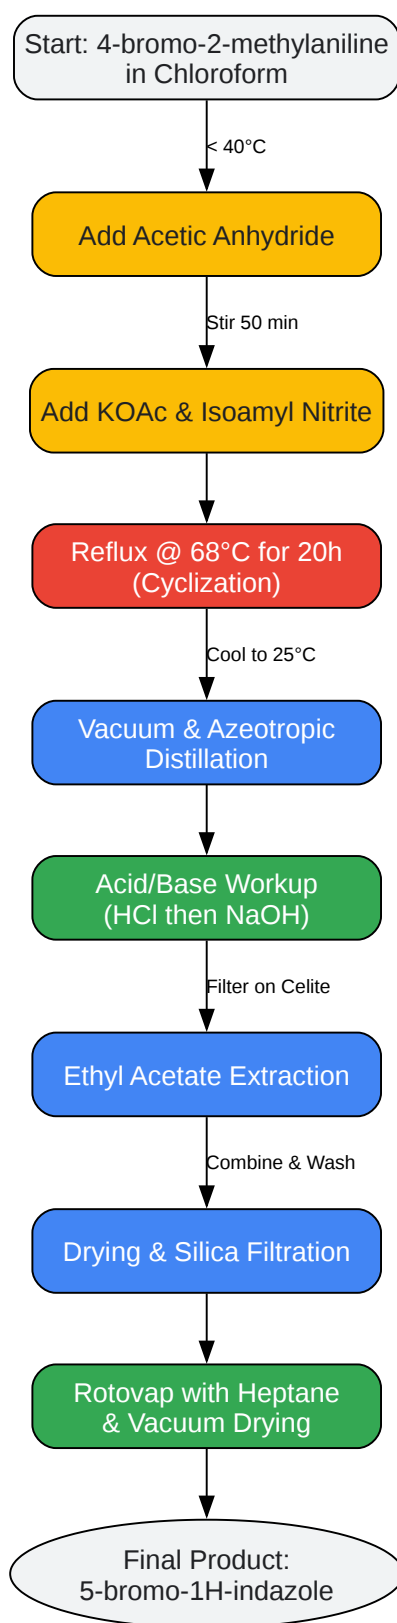 Start: 4-bromo-2-methylaniline
in Chloroform
< 40°C
Add Acetic Anhydride
Stir 50 min
Add KOAc & Isoamyl Nitrite
Reflux @ 68°C for 20h
(Cyclization)
Cool to 25°C
Vacuum & Azeotropic
Distillation
Acid/Base Workup
(HCl then NaOH)
Filter on Celite
Ethyl Acetate Extraction
Combine & Wash
Drying & Silica Filtration
Rotovap with Heptane
& Vacuum Drying
Final Product:
5-bromo-1H-indazole